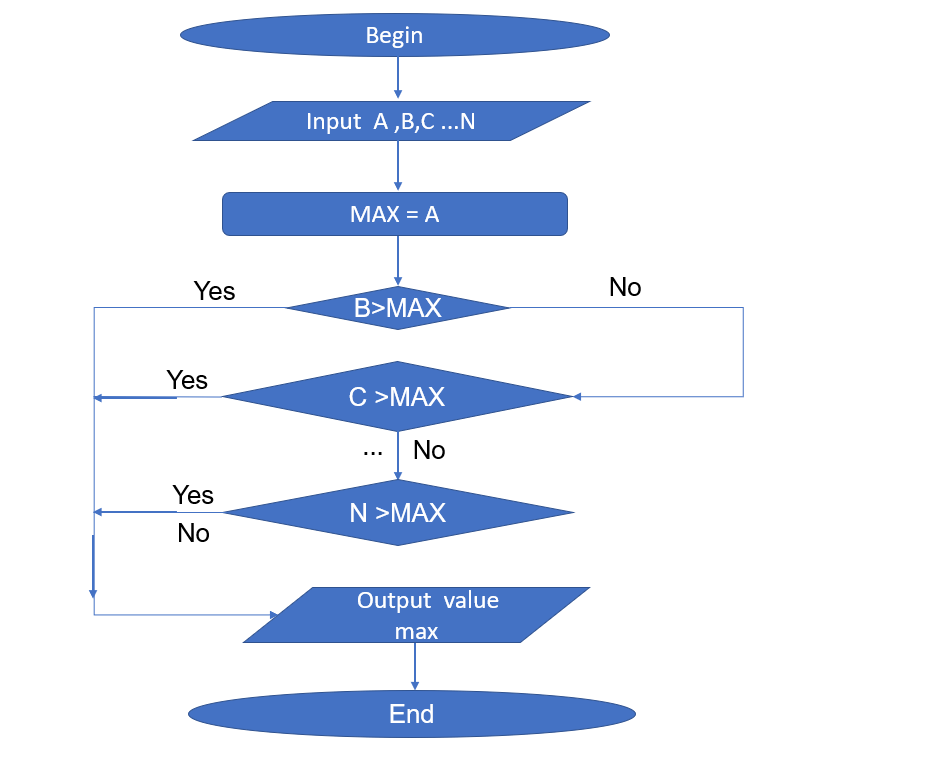 Begin
Input  A ,B,C ...N
MAX = A
Yes
No
B>MAX
Yes
C >MAX
... No
Yes
N >MAX
No
Output  value
max
End